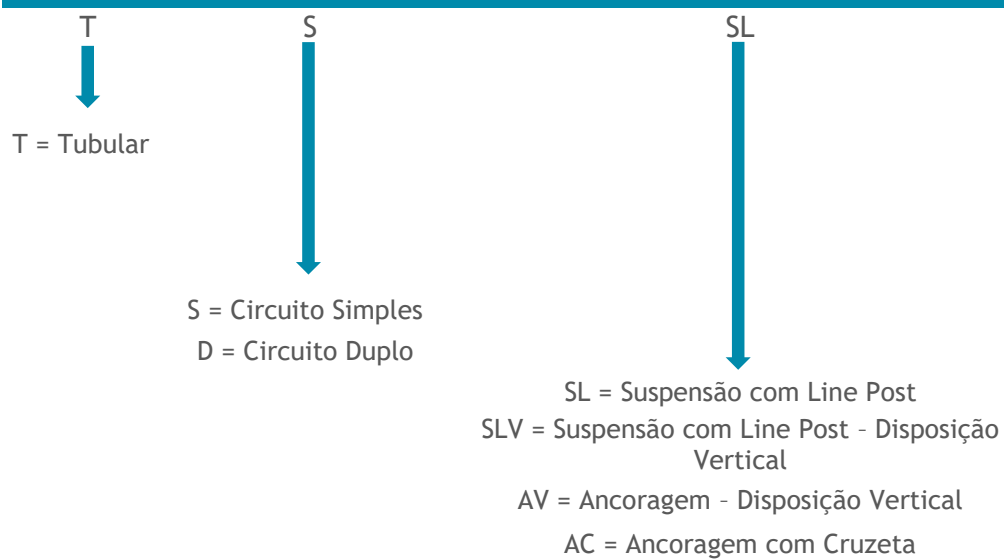 T S SL
T = Tubular
S = Circuito Simples
D = Circuito Duplo
SL = Suspensão com Line Post
SLV = Suspensão com Line Post – Disposição
Vertical
AV = Ancoragem – Disposição Vertical
AC = Ancoragem com Cruzeta